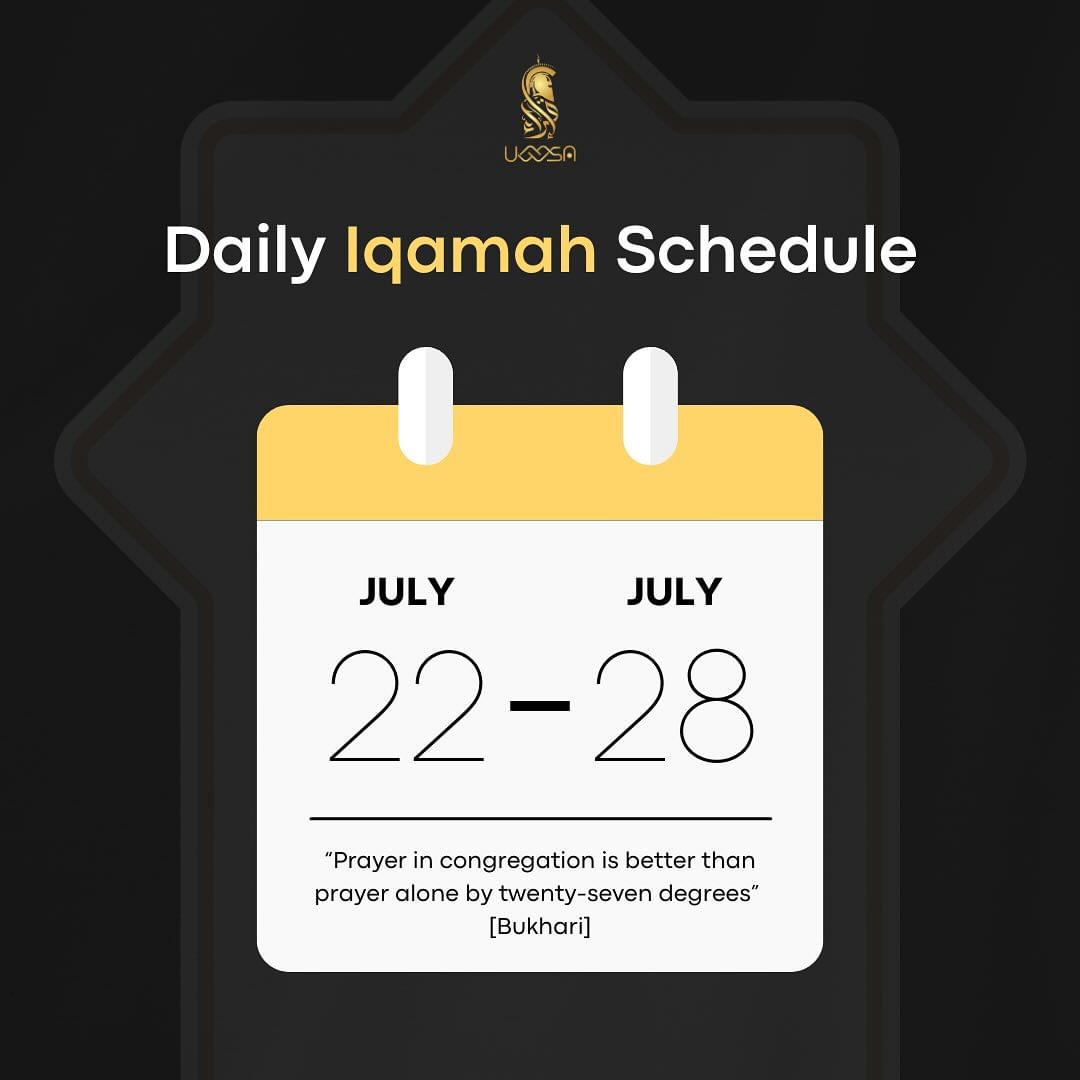 Daily Iqamah Schedule
JULY
JULY
22 – 28
“Prayer in congregation is better than
prayer alone by twenty-seven degrees”
[Bukhari]